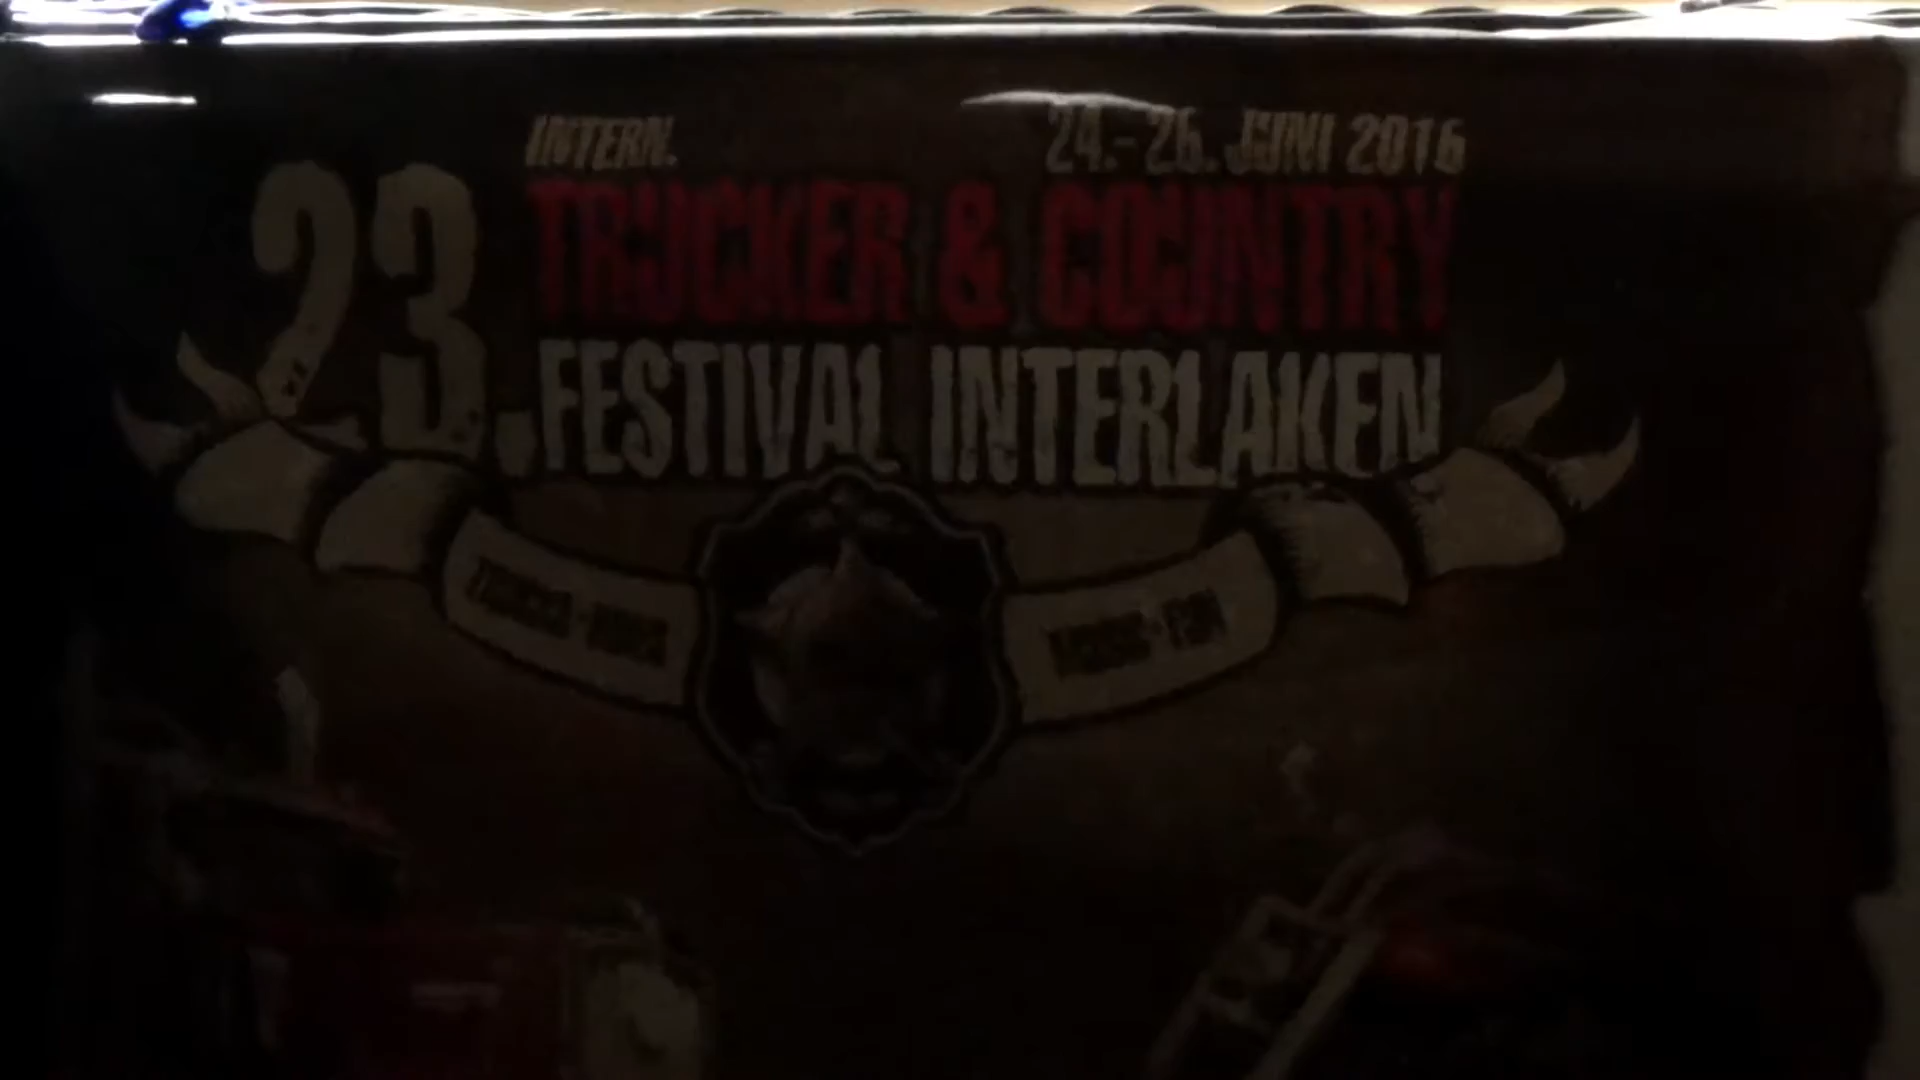 INTERN.
24.-26. JUNI 2016
23.
TRUCKER & COUNTRY
FESTIVAL INTERLAKEN